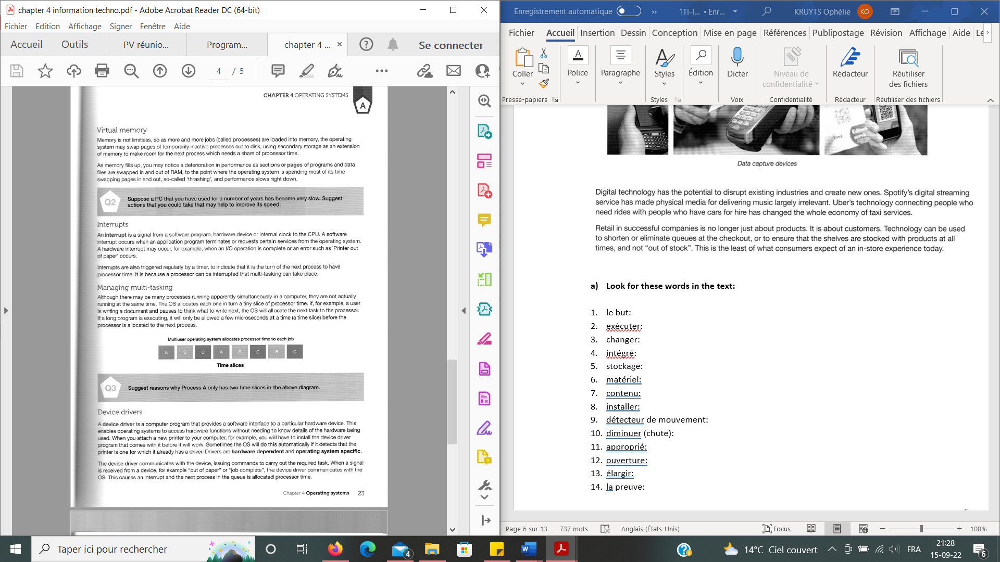 chapter 4 information techno.pdf - Adobe Acrobat Reader DC (64-bit)
Fichier Edition Affichage Signer Fenêtre Aide
Accueil Outils PV réunio... Program... chapter 4 ... × ? Se connecter
4 / 5
CHAPTER 4 OPERATING SYSTEMS
A
Virtual memory
Memory is not limitless, so as more and more jobs (called processes) are loaded into memory, the operating
system may swap pages of temporarily inactive processes out to disk, using secondary storage as an extension
of memory to make room for the next process which needs a share of processor time.
As memory fills up, you may notice a deterioration in performance as sections or pages of programs and data
files are swapped in and out of RAM, to the point where the operating system is spending most of its time
swapping pages in and out, so-called 'thrashing', and performance slows right down.
Q2
Suppose a PC that you have used for a number of years has become very slow. Suggest
actions that you could take that may help to improve its speed.
Interrupts
An interrupt is a signal from a software program, hardware device or internal clock to the CPU. A software
interrupt occurs when an application program terminates or requests certain services from the operating system.
A hardware interrupt may occur, for example, when an I/O operation is complete or an error such as 'Printer out
of paper' occurs.
Interrupts are also triggered regularly by a timer, to indicate that it is the turn of the next process to have
processor time. It is because a processor can be interrupted that multi-tasking can take place.
Managing multi-tasking
Although there may be many processes running apparently simultaneously in a computer, they are not actually
running at the same time. The OS allocates each one in turn a tiny slice of processor time. If, for example, a user
is writing a document and pauses to think what to write next, the OS will allocate the next task to the processor.
If a long program is executing, it will only be allowed a few microseconds at a time (a time slice) before the
processor is allocated to the next process.
Multiuser operating system allocates processor time to each job
A B C A B C B C
Time slices
Q3
Suggest reasons why Process A only has two time slices in the above diagram.
Device drivers
A device driver is a computer program that provides a software interface to a particular hardware device. This
enables operating systems to access hardware functions without needing to know details of the hardware being
used. When you attach a new printer to your computer, for example, you will have to install the device driver
program that comes with it before it will work. Sometimes the OS will do this automatically if it detects that the
printer is one for which it already has a driver. Drivers are hardware dependent and operating system specific.
The device driver communicates with the device, issuing commands to carry out the required task. When a signal
is received from a device, for example "out of paper" or "job complete", the device driver communicates with the
OS. This causes an interrupt and the next process in the queue is allocated processor time.
Chapter 4 Operating systems 23
Enregistrement automatique 1TI-I... • Enr... KRUYTS Ophélie KO
Fichier Accueil Insertion Dessin Conception Mise en page Références Publipostage Révision Affichage Aide Le
Coller Police Paragraphe Styles Édition Dicter Niveau de confidentialité Rédacteur Réutiliser des fichiers
Presse-papiers Styles Voix Confidentialité Rédacteur Réutiliser des fichiers
Data capture devices
Digital technology has the potential to disrupt existing industries and create new ones. Spotify's digital streaming
service has made physical media for delivering music largely irrelevant. Uber's technology connecting people who
need rides with people who have cars for hire has changed the whole economy of taxi services.
Retail in successful companies is no longer just about products. It is about customers. Technology can be used
to shorten or eliminate queues at the checkout, or to ensure that the shelves are stocked with products at all
times, and not "out of stock". This is the least of what consumers expect of an in-store experience today.
a) Look for these words in the text:
1. le but:
2. exécuter:
3. changer:
4. intégré:
5. stockage:
6. matériel:
7. contenu:
8. installer:
9. détecteur de mouvement:
10. diminuer (chute):
11. approprié:
12. ouverture:
13. élargir:
14. la preuve:
Page 6 sur 13 737 mots Anglais (États-Unis) Focus 100%
Taper ici pour rechercher 4 14°C Ciel couvert FRA 21:28
15-09-22 6